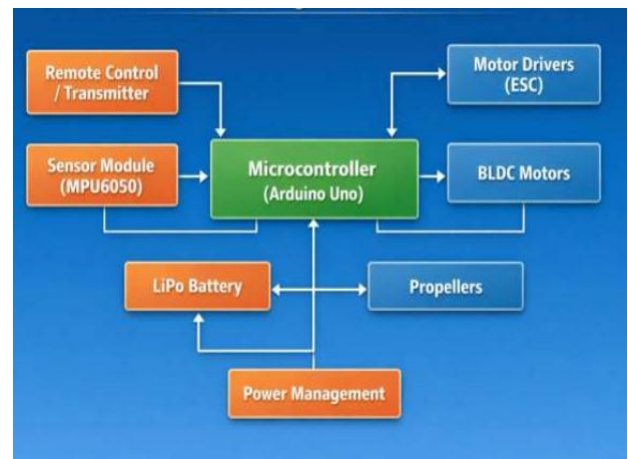 Remote Control
/ Transmitter
Motor Drivers
(ESC)
Sensor Module
(MPU6050)
Microcontroller
(Arduino Uno)
BLDC Motors
LiPo Battery
Propellers
Power Management